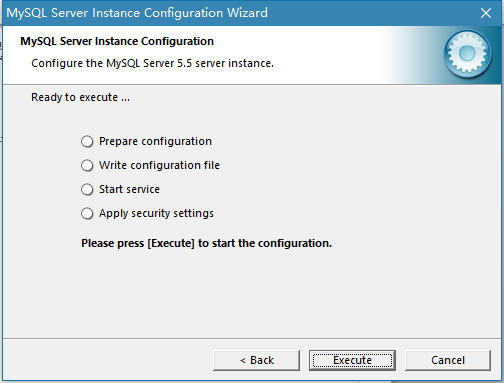 MySQL Server Instance Configuration Wizard
MySQL Server Instance Configuration
Configure the MySQL Server 5.5 server instance.
Ready to execute ...
Prepare configuration
Write configuration file
Start service
Apply security settings
Please press [Execute] to start the configuration.
< Back
Execute
Cancel